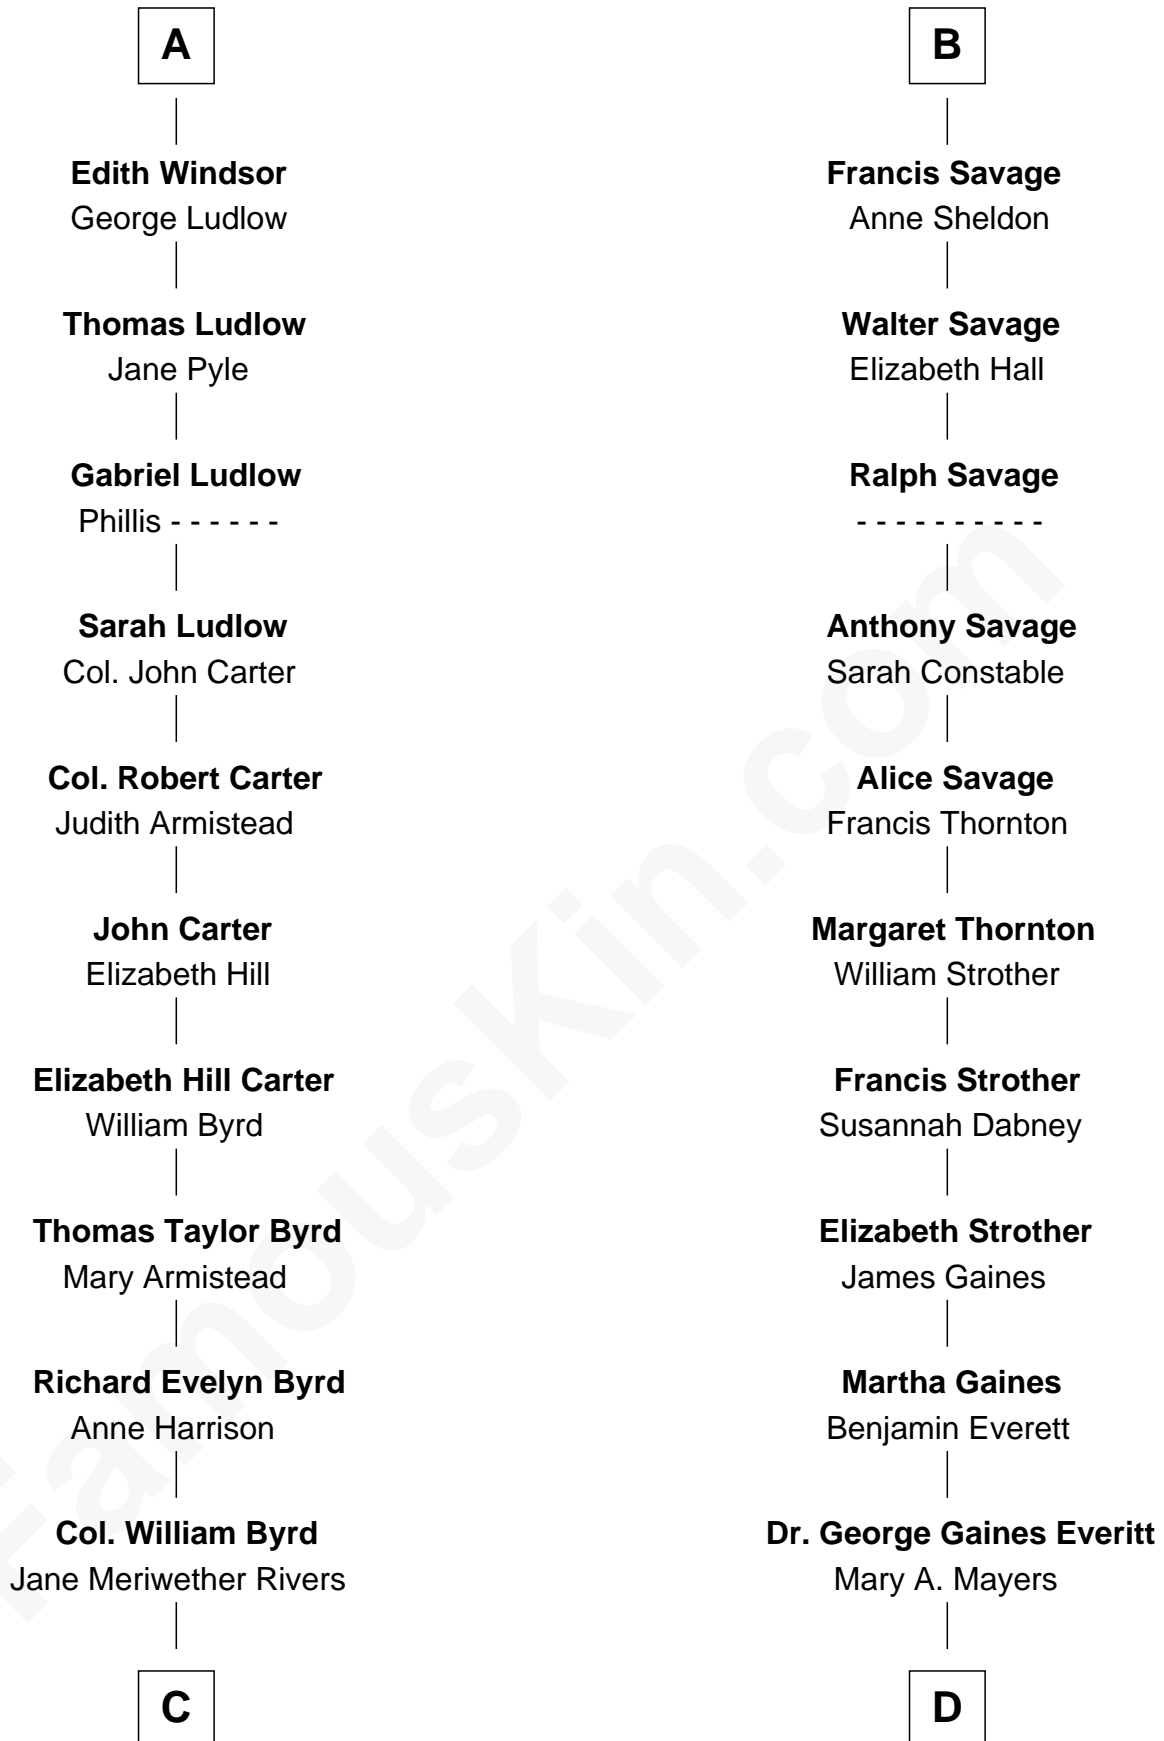 A
Edith Windsor
George Ludlow
Thomas Ludlow
Jane Pyle
Gabriel Ludlow
Phillis - - - - - -
Sarah Ludlow
Col. John Carter
Col. Robert Carter
Judith Armistead
John Carter
Elizabeth Hill
Elizabeth Hill Carter
William Byrd
Thomas Taylor Byrd
Mary Armistead
Richard Evelyn Byrd
Anne Harrison
Col. William Byrd
Jane Meriwether Rivers
C
B
Francis Savage
Anne Sheldon
Walter Savage
Elizabeth Hall
Ralph Savage
- - - - - - - - - -
Anthony Savage
Sarah Constable
Alice Savage
Francis Thornton
Margaret Thornton
William Strother
Francis Strother
Susannah Dabney
Elizabeth Strother
James Gaines
Martha Gaines
Benjamin Everett
Dr. George Gaines Everitt
Mary A. Mayers
D
FamousKin.com